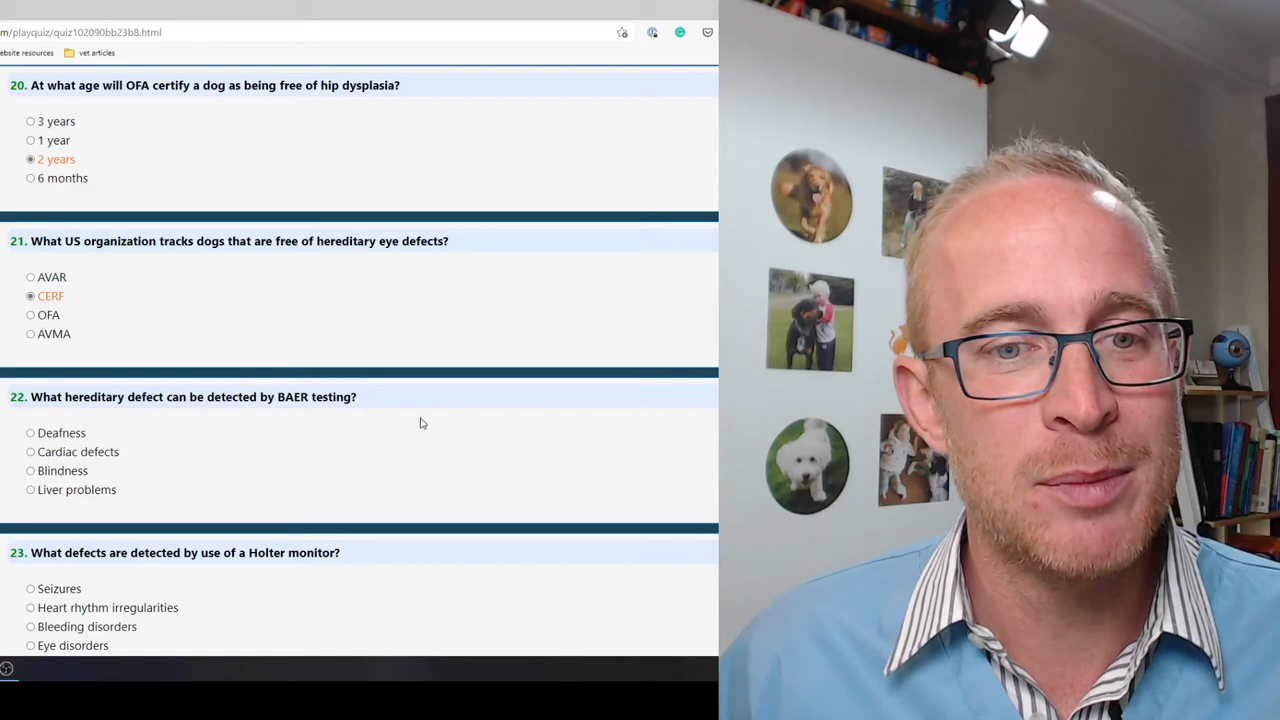 m/playquiz/quiz102090bb23b8.html
ebsite resources vet articles
20. At what age will OFA certify a dog as being free of hip dysplasia?
3 years
1 year
2 years
6 months
21. What US organization tracks dogs that are free of hereditary eye defects?
AVAR
CERF
OFA
AVMA
22. What hereditary defect can be detected by BAER testing?
Deafness
Cardiac defects
Blindness
Liver problems
23. What defects are detected by use of a Holter monitor?
Seizures
Heart rhythm irregularities
Bleeding disorders
Eye disorders